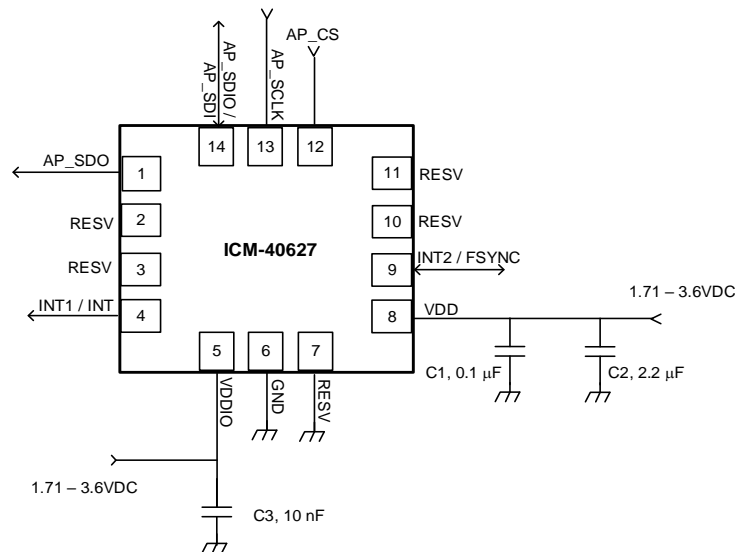 AP_SDIO /
AP_SDI
AP_SCLK
AP_CS
14
13
12
AP_SDO
1
11
RESV
RESV
2
10
RESV
ICM-40627
RESV
3
9
INT2 / FSYNC
INT1 / INT
4
8
VDD
1.71 – 3.6VDC
5
6
7
VDDIO
GND
RESV
C1, 0.1 µF
C2, 2.2 µF
1.71 – 3.6VDC
C3, 10 nF